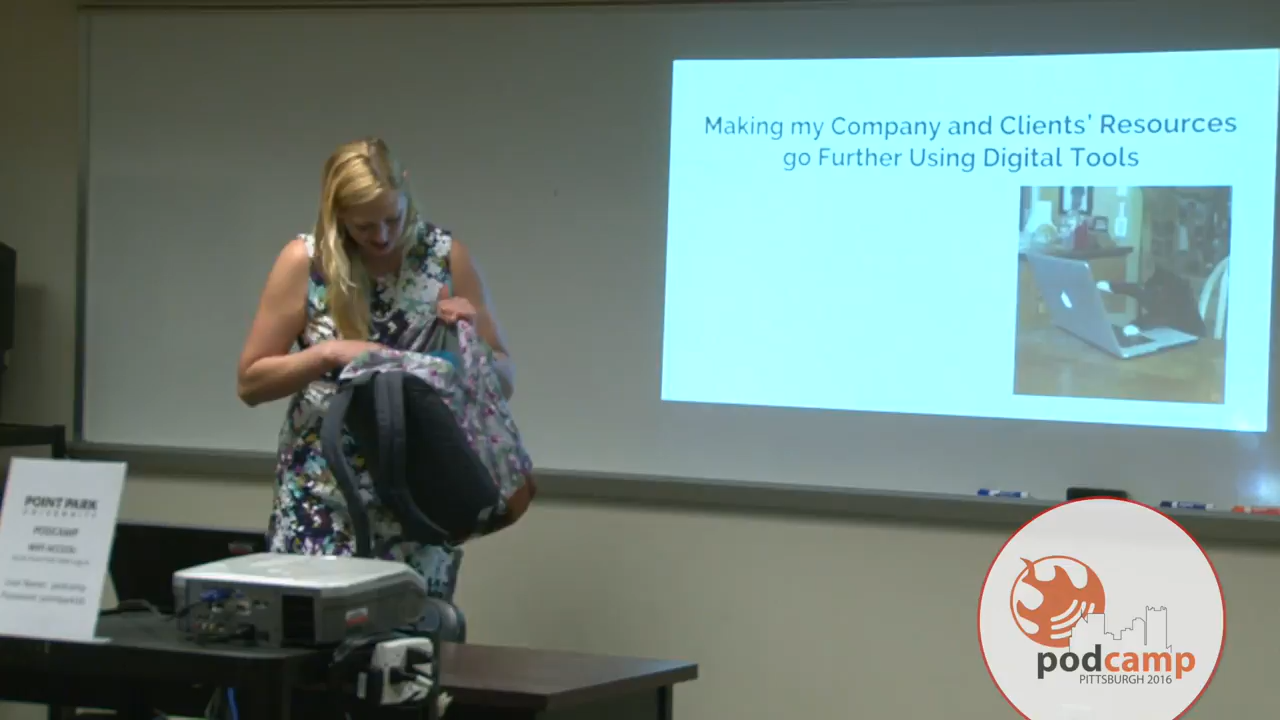 Making my Company and Clients' Resources
go Further Using Digital Tools
POINT PARK
UNIVERSITY
PODCAMP
podcamp
PITTSBURGH 2016